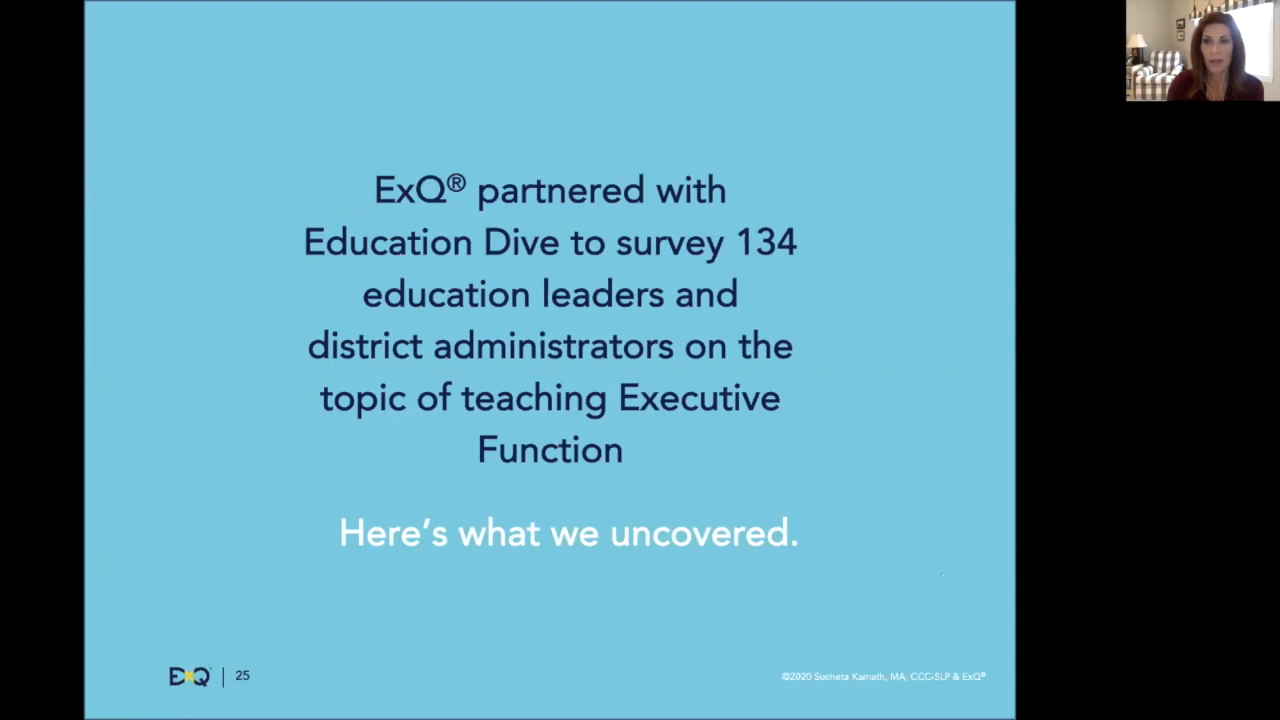 ExQ® partnered with
Education Dive to survey 134
education leaders and
district administrators on the
topic of teaching Executive
Function
Here's what we uncovered.
ExQ | 25
©2020 Sucheta Kamath, MA, CCC-SLP & ExQ®